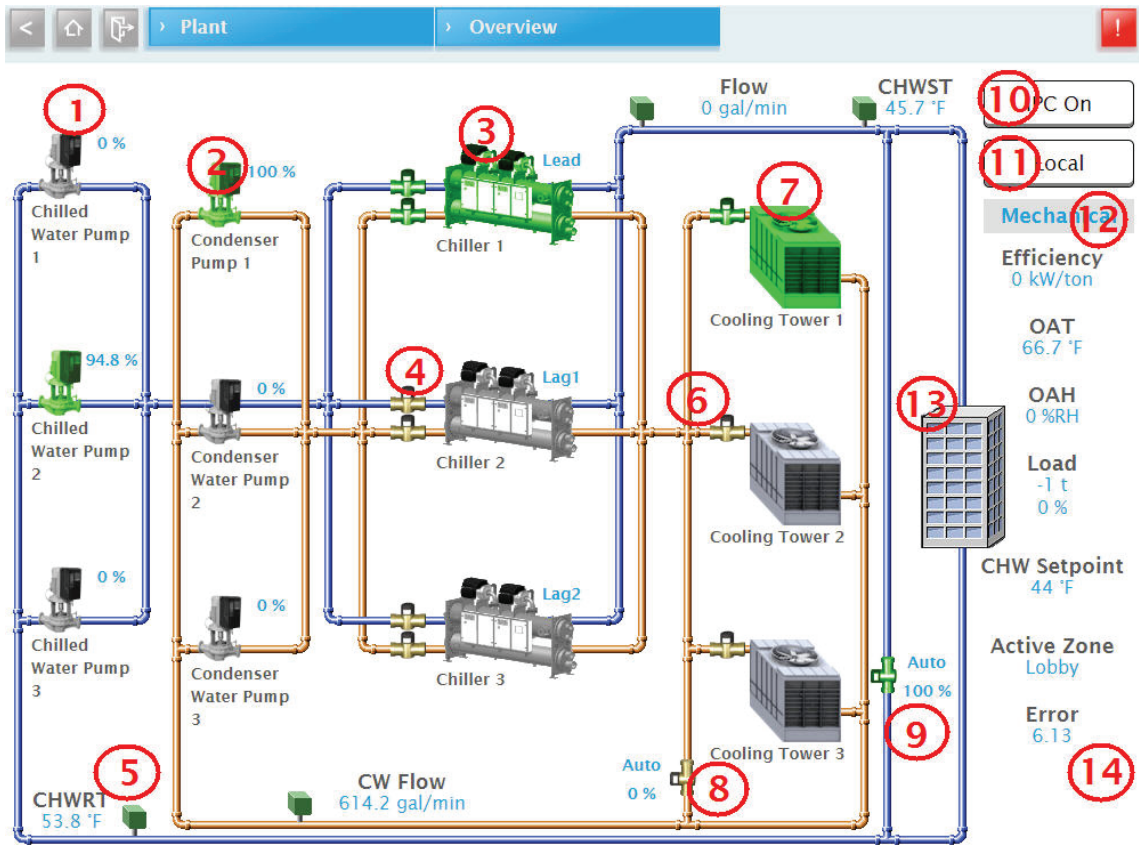 < › Plant › Overview !
1
0 %
Chilled
Water Pump
1
2
100 %
Condenser
Pump 1
3
Lead
Chiller 1
Flow
0 gal/min
CHWST
45.7 °F
10 PC On
11 Local
Mechanical
12
Efficiency
0 kW/ton
7
Cooling Tower 1
OAT
66.7 °F
94.8 %
Chilled
Water Pump
2
0 %
Condenser
Water Pump
2
4
Lag1
Chiller 2
6
Cooling Tower 2
13
OAH
0 %RH
Load
-1 t
0 %
CHW Setpoint
44 °F
0 %
Chilled
Water Pump
3
0 %
Condenser
Water Pump
3
Lag2
Chiller 3
Cooling Tower 3
Auto
100 %
9
Active Zone
Lobby
Error
6.13
14
5
CHWRT
53.8 °F
CW Flow
614.2 gal/min
Auto
0 %
8